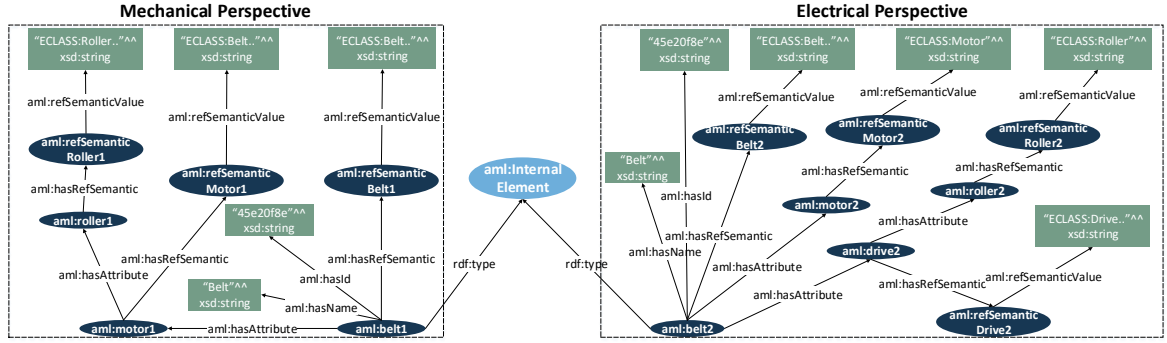 Mechanical Perspective
"ECLASS:Roller.."^^
xsd:string
"ECLASS:Belt.."^^
xsd:string
"ECLASS:Belt.."^^
xsd:string
aml:refSemanticValue
aml:refSemanticValue
aml:refSemanticValue
aml:refSemantic
Roller1
aml:refSemantic
Motor1
aml:refSemantic
Belt1
aml:hasRefSemantic
aml:roller1
"45e20f8e"^^
xsd:string
aml:hasAttribute
aml:hasRefSemantic
aml:hasId
aml:hasRefSemantic
"Belt"^^
xsd:string
aml:hasName
aml:motor1
aml:hasAttribute
aml:belt1
rdf:type
aml:Internal
Element
rdf:type
Electrical Perspective
"45e20f8e"^^
xsd:string
"ECLASS:Belt.."^^
xsd:string
"ECLASS:Motor"^^
xsd:string
"ECLASS:Roller"^^
xsd:string
aml:refSemanticValue
aml:refSemanticValue
aml:refSemanticValue
aml:refSemantic
Belt2
aml:refSemantic
Motor2
aml:refSemantic
Roller2
"Belt"^^
xsd:string
aml:hasId
aml:hasRefSemantic
aml:hasRefSemantic
aml:motor2
aml:roller2
aml:hasAttribute
"ECLASS:Drive.."^^
xsd:string
aml:hasName
aml:hasRefSemantic
aml:drive2
aml:hasAttribute
aml:hasRefSemantic
aml:refSemanticValue
aml:hasAttribute
aml:belt2
aml:refSemantic
Drive2